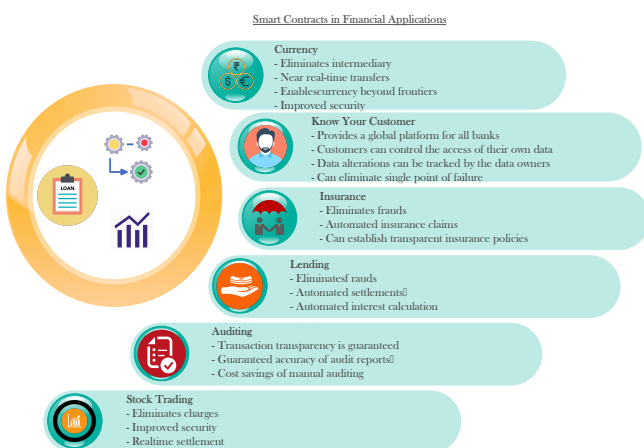 Smart Contracts in Financial Applications
Currency
- Eliminates intermediary
- Near real-time transfers
- Enablescurrency beyond frontiers
- Improved security
Know Your Customer
- Provides a global platform for all banks
- Customers can control the access of their own data
- Data alterations can be tracked by the data owners
- Can eliminate single point of failure
Insurance
- Eliminates frauds
- Automated insurance claims
- Can establish transparent insurance policies
LOAN
Lending
- Eliminatesf rauds
- Automated settlements▯
- Automated interest calculation
Auditing
- Transaction transparency is guaranteed
- Guaranteed accuracy of audit reports▯
- Cost savings of manual auditing
Stock Trading
- Eliminates charges
- Improved security
- Realtime settlement